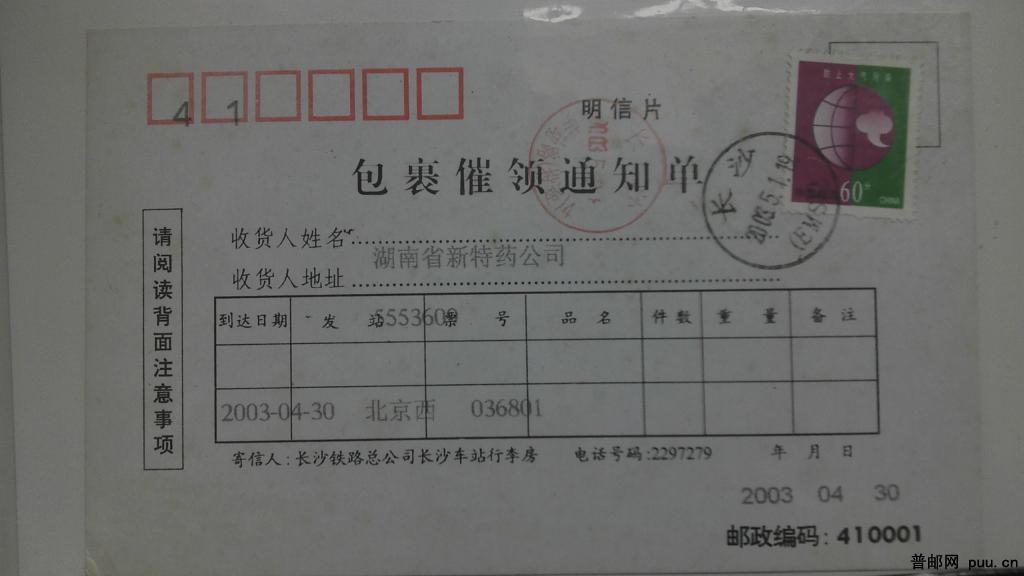 41
明信片
包裹催领通知单
60分
CHINA
长沙
2003.5.1.19
请阅读背面注意事项
收货人姓名
湖南省新特药公司
收货人地址
到达日期 发 站 票 号 品 名 件数 重 量 备 注
5553609
2003-04-30 北京西 036801
寄信人:长沙铁路总公司长沙车站行李房 电话号码:2297279 年 月 日
2003 04 30
邮政编码: 410001
普邮网 puu.cn